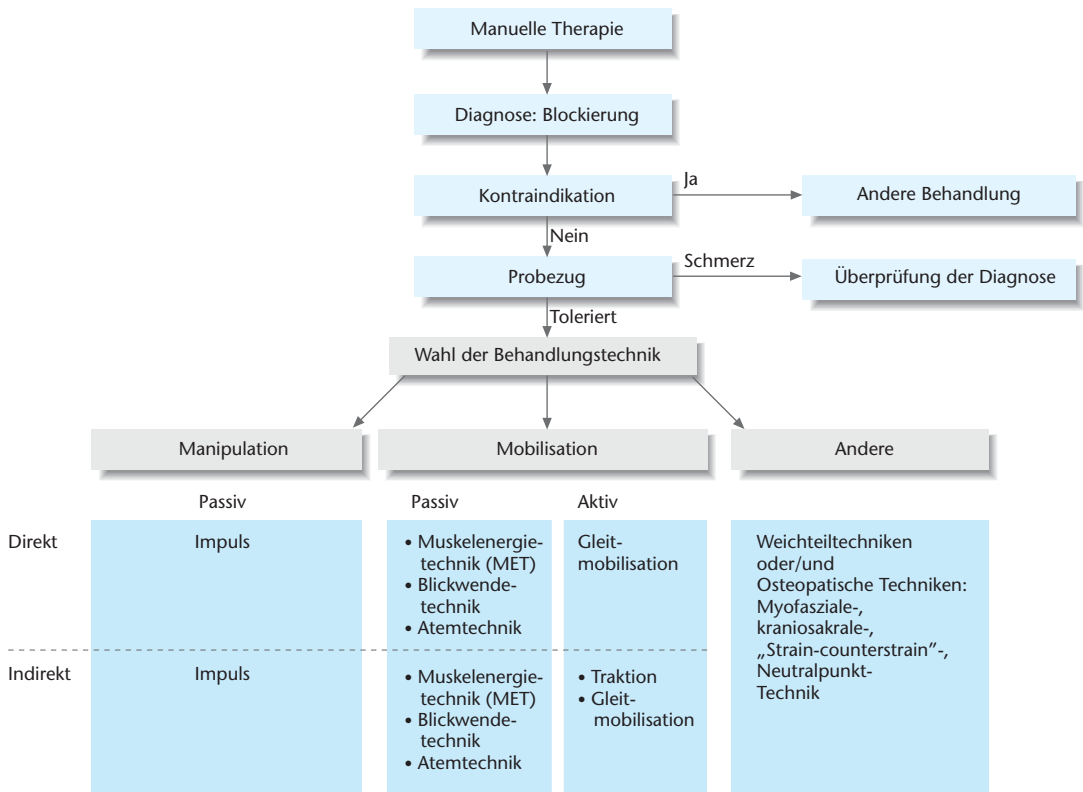 Manuelle Therapie
Diagnose: Blockierung
Kontraindikation
Ja
Andere Behandlung
Nein
Probezug
Schmerz
Überprüfung der Diagnose
Toleriert
Wahl der Behandlungstechnik
Manipulation
Mobilisation
Andere
Passiv
Passiv
Aktiv
Direkt
Impuls
• Muskelenergie-
technik (MET)
• Blickwende-
technik
• Atemtechnik
Gleit-
mobilisation
Weichteiltechniken
oder/und
Osteopatische Techniken:
Myofasziale-,
kraniosakrale-,
„Strain-counterstrain”-,
Neutralpunkt-
Technik
Indirekt
Impuls
• Muskelenergie-
technik (MET)
• Blickwende-
technik
• Atemtechnik
• Traktion
• Gleit-
mobilisation